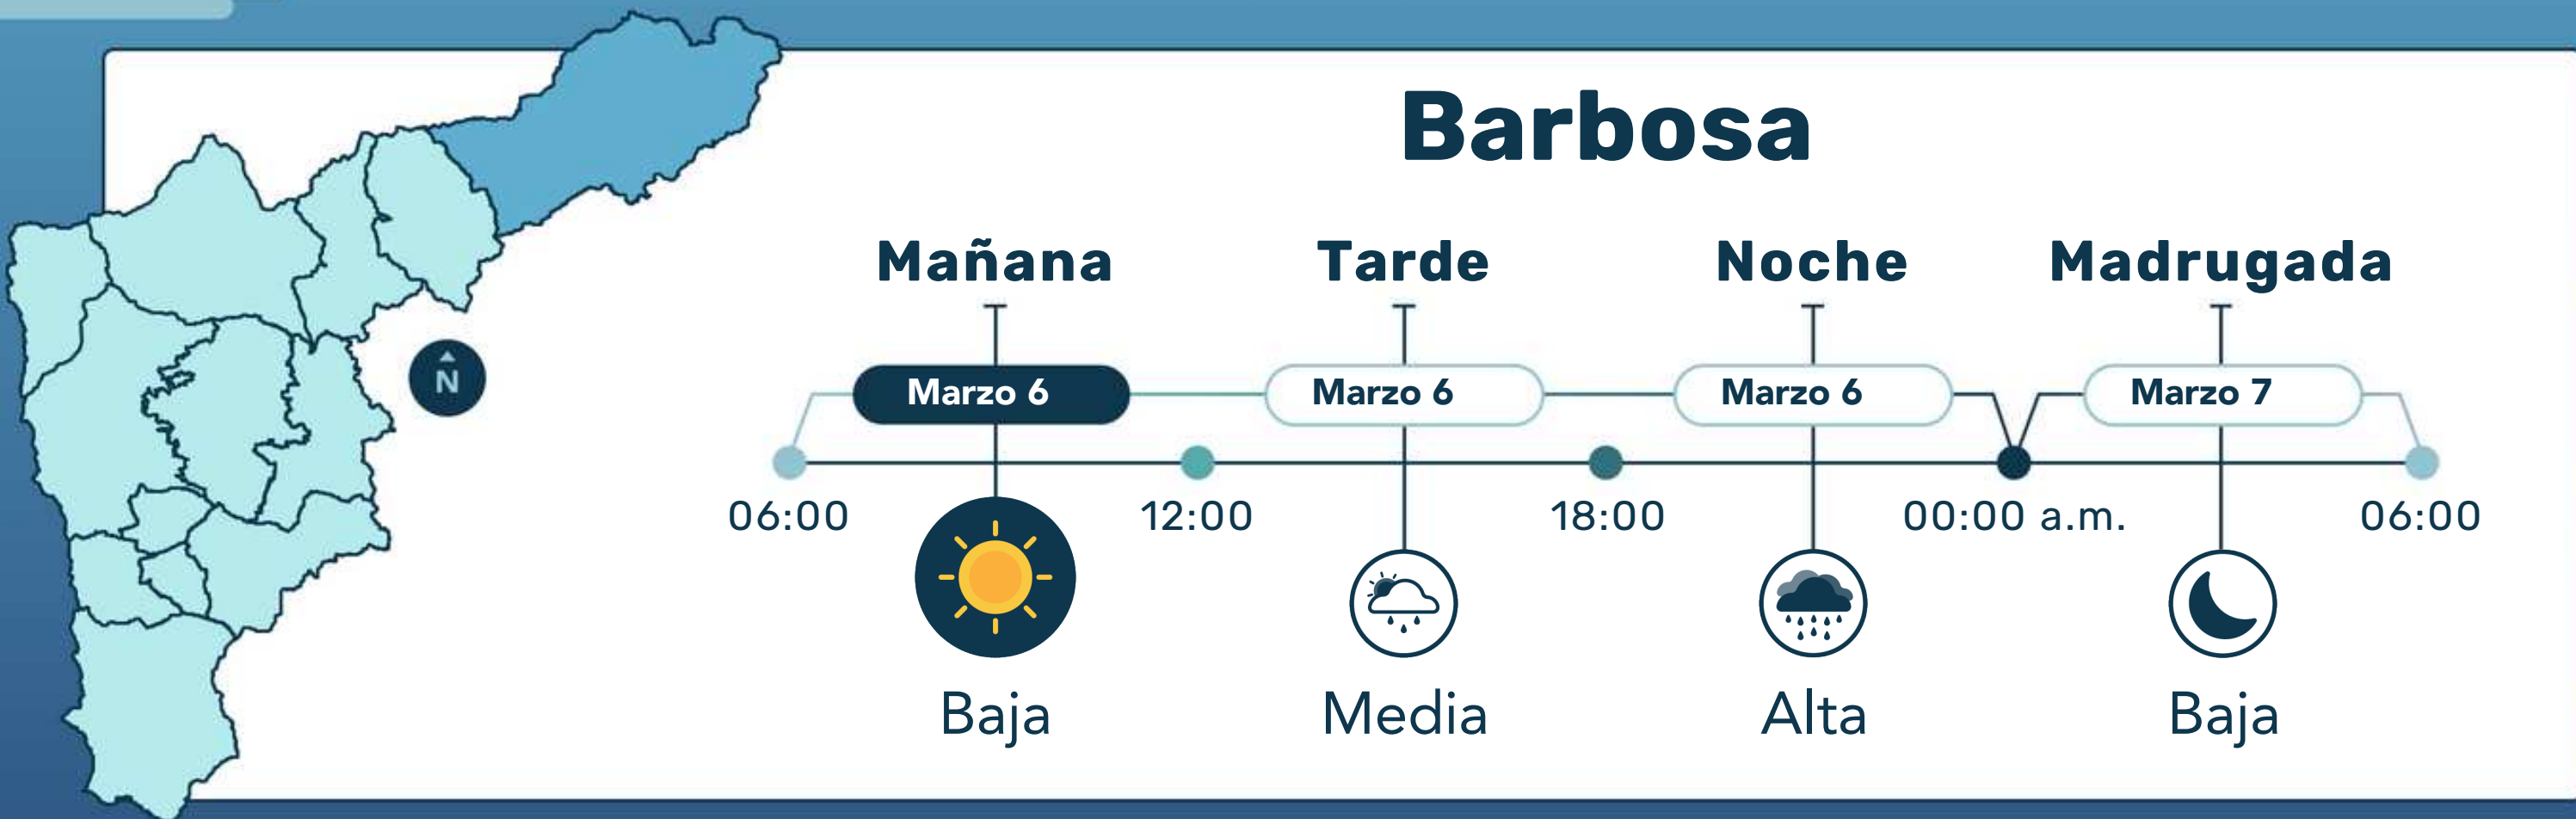 Barbosa
Mañana Tarde Noche Madrugada
Marzo 6 Marzo 6 Marzo 6 Marzo 7
N
06:00 12:00 18:00 00:00 a.m. 06:00
Baja Media Alta Baja